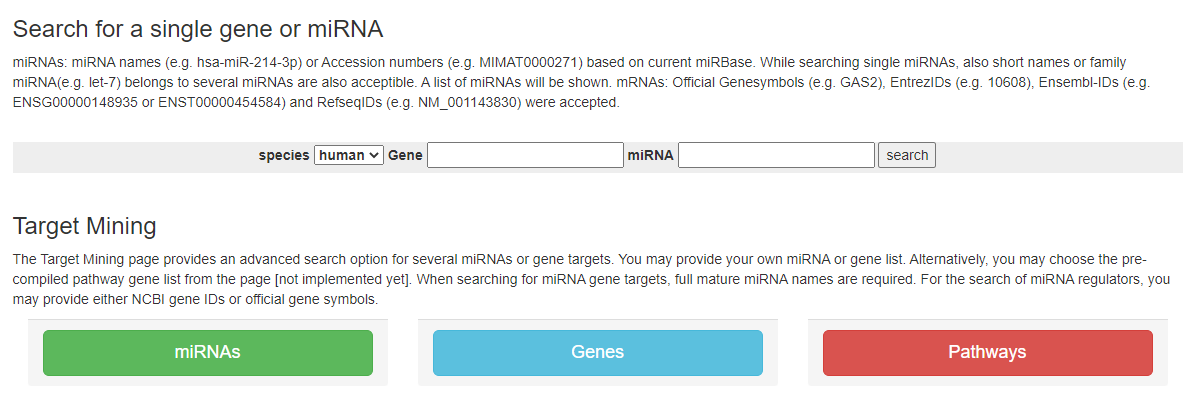 Search for a single gene or miRNA
miRNAs: miRNA names (e.g. hsa-miR-214-3p) or Accession numbers (e.g. MIMAT0000271) based on current miRBase. While searching single miRNAs, also short names or family
miRNA(e.g. let-7) belongs to several miRNAs are also acceptible. A list of miRNAs will be shown. mRNAs: Official Genesymbols (e.g. GAS2), EntrezIDs (e.g. 10608), Ensembl-IDs (e.g.
ENSG00000148935 or ENST00000454584) and RefseqIDs (e.g. NM_001143830) were accepted.
species human Gene miRNA search
Target Mining
The Target Mining page provides an advanced search option for several miRNAs or gene targets. You may provide your own miRNA or gene list. Alternatively, you may choose the pre-
compiled pathway gene list from the page [not implemented yet]. When searching for miRNA gene targets, full mature miRNA names are required. For the search of miRNA regulators, you
may provide either NCBI gene IDs or official gene symbols.
miRNAs Genes Pathways